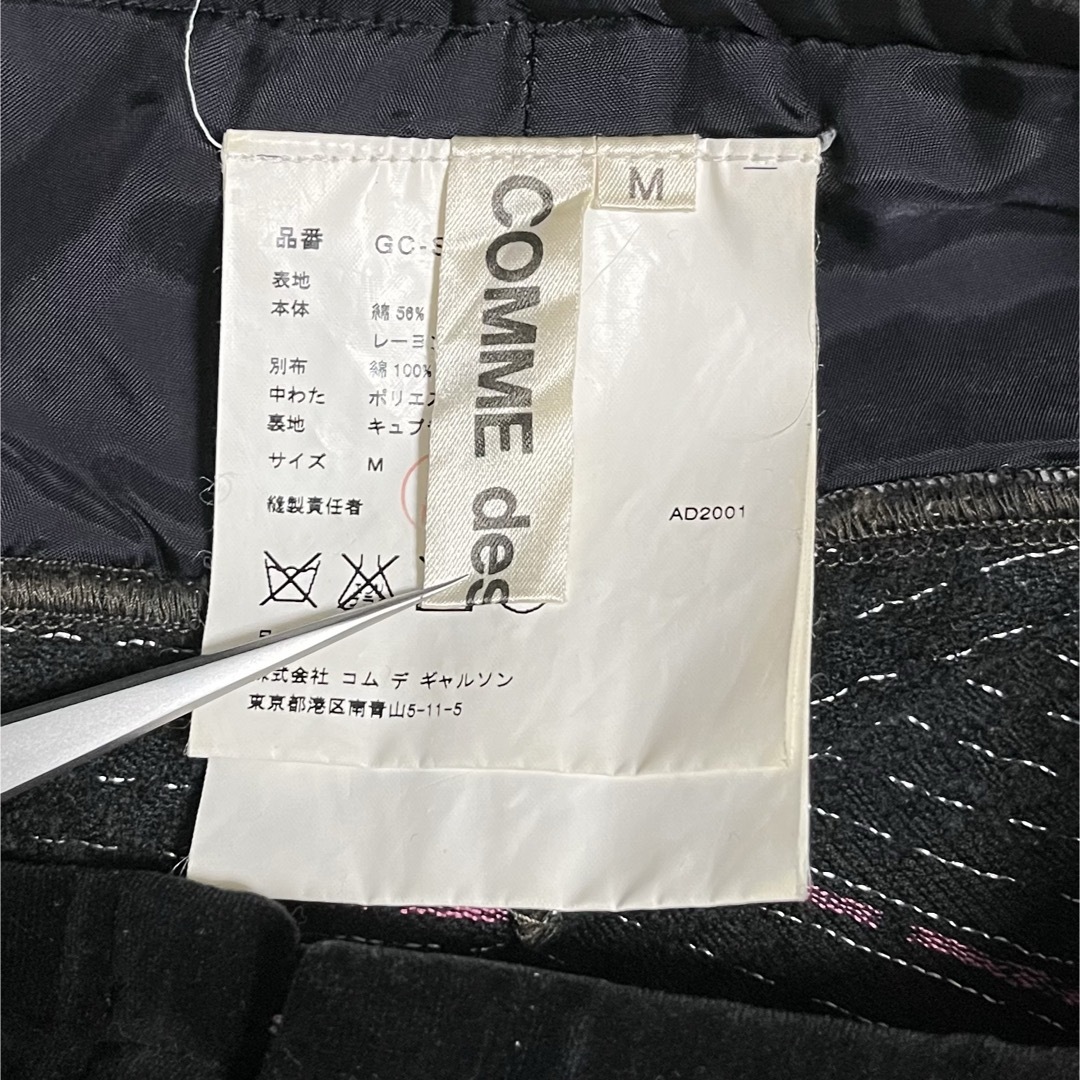 COMME des
M
品番 GC-S
表地
本体 綿 56%
レーヨン
別布 綿 100%
中わた ポリエス
裏地 キュプ
サイズ M
縫製責任者
AD2001
株式会社 コム デ ギャルソン
東京都港区南青山5-11-5